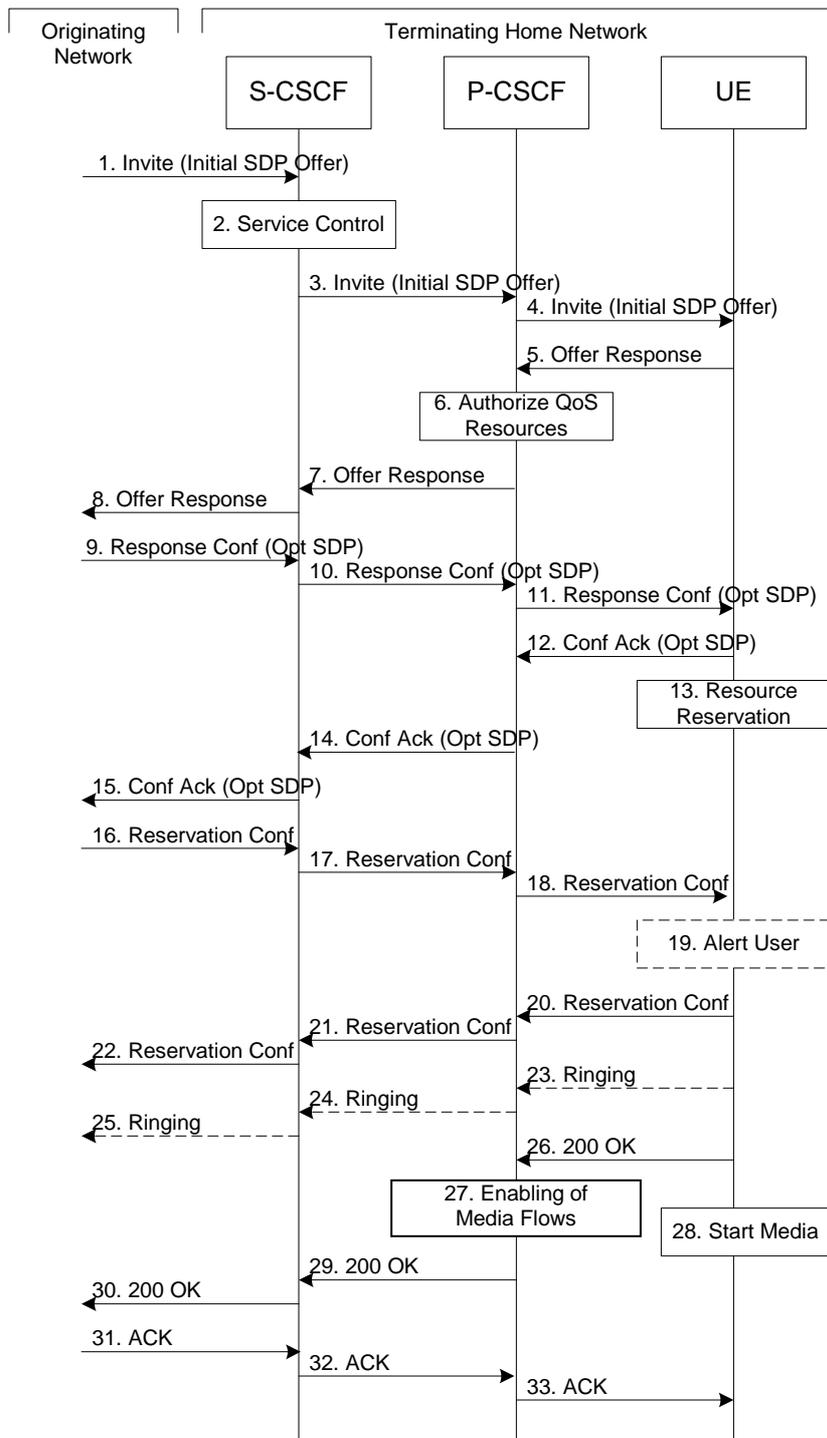 Originating
Network
Terminating Home Network
S-CSCF
P-CSCF
UE
1. Invite (Initial SDP Offer)
2. Service Control
3. Invite (Initial SDP Offer)
4. Invite (Initial SDP Offer)
5. Offer Response
6. Authorize QoS
Resources
7. Offer Response
8. Offer Response
9. Response Conf (Opt SDP)
10. Response Conf (Opt SDP)
11. Response Conf (Opt SDP)
12. Conf Ack (Opt SDP)
13. Resource
Reservation
14. Conf Ack (Opt SDP)
15. Conf Ack (Opt SDP)
16. Reservation Conf
17. Reservation Conf
18. Reservation Conf
19. Alert User
20. Reservation Conf
21. Reservation Conf
22. Reservation Conf
23. Ringing
24. Ringing
25. Ringing
26. 200 OK
27. Enabling of
Media Flows
28. Start Media
29. 200 OK
30. 200 OK
31. ACK
32. ACK
33. ACK